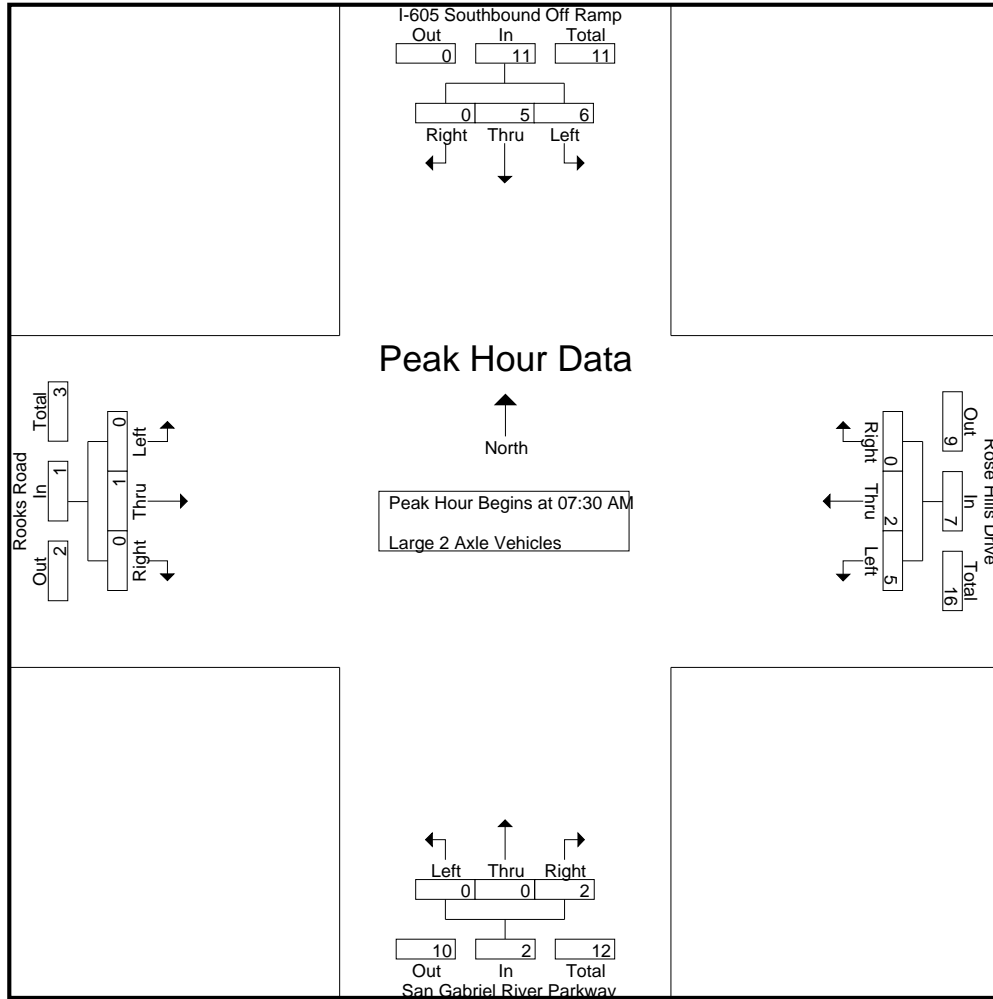 I-605 Southbound Off Ramp
Out In Total
0 11 11
0 5 6
Right Thru Left
Peak Hour Data
North
Peak Hour Begins at 07:30 AM
Large 2 Axle Vehicles
Rooks Road
Out In Total
2 1 3
Right Thru Left
0 1 0
Rose Hills Drive
Out In Total
9 7 16
Right Thru Left
0 2 5
Left Thru Right
0 0 2
10 2 12
Out In Total
San Gabriel River Parkway